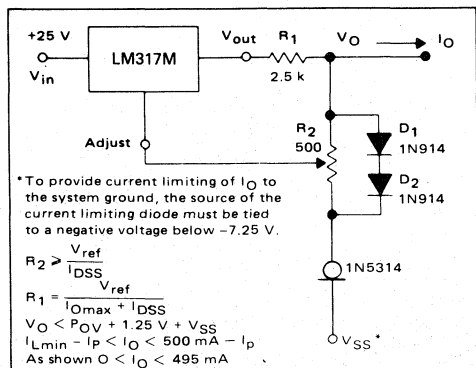 +25 V
V_in
LM317M
V_out
R_1
2.5 k
V_O
I_O
Adjust
R_2
500
D_1
1N914
D_2
1N914
*To provide current limiting of I_O to
the system ground, the source of the
current limiting diode must be tied
to a negative voltage below −7.25 V.
R_2 ⩾ V_ref / I_DSS
R_1 = V_ref / I_Omax + I_DSS
V_O < P_OV + 1.25 V + V_SS
I_Lmin − I_P < I_O < 500 mA − I_p
As shown O < I_O < 495 mA
1N5314
V_SS*